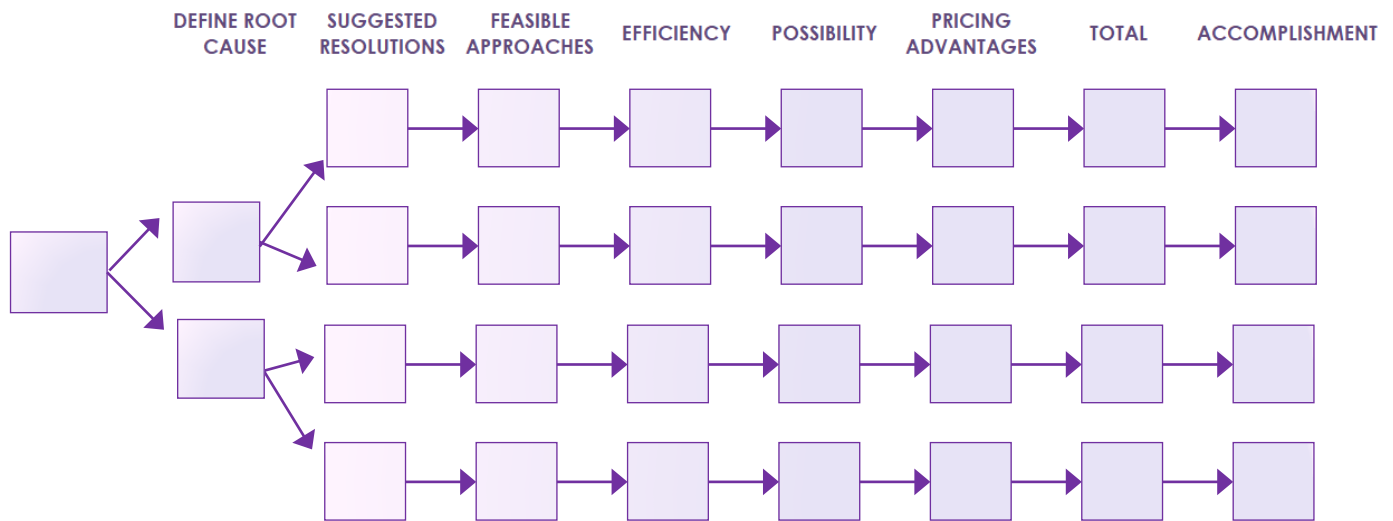 DEFINE ROOT
CAUSE
SUGGESTED
RESOLUTIONS
FEASIBLE
APPROACHES
EFFICIENCY
POSSIBILITY
PRICING
ADVANTAGES
TOTAL
ACCOMPLISHMENT